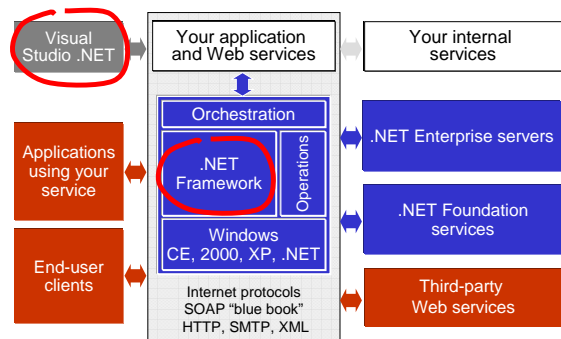 Visual
Studio .NET
Your application
and Web services
Your internal
services
Orchestration
.NET
Framework
Operations
Windows
CE, 2000, XP, .NET
Internet protocols
SOAP “blue book”
HTTP, SMTP, XML
Applications
using your
service
End-user
clients
.NET Enterprise servers
.NET Foundation
services
Third-party
Web services